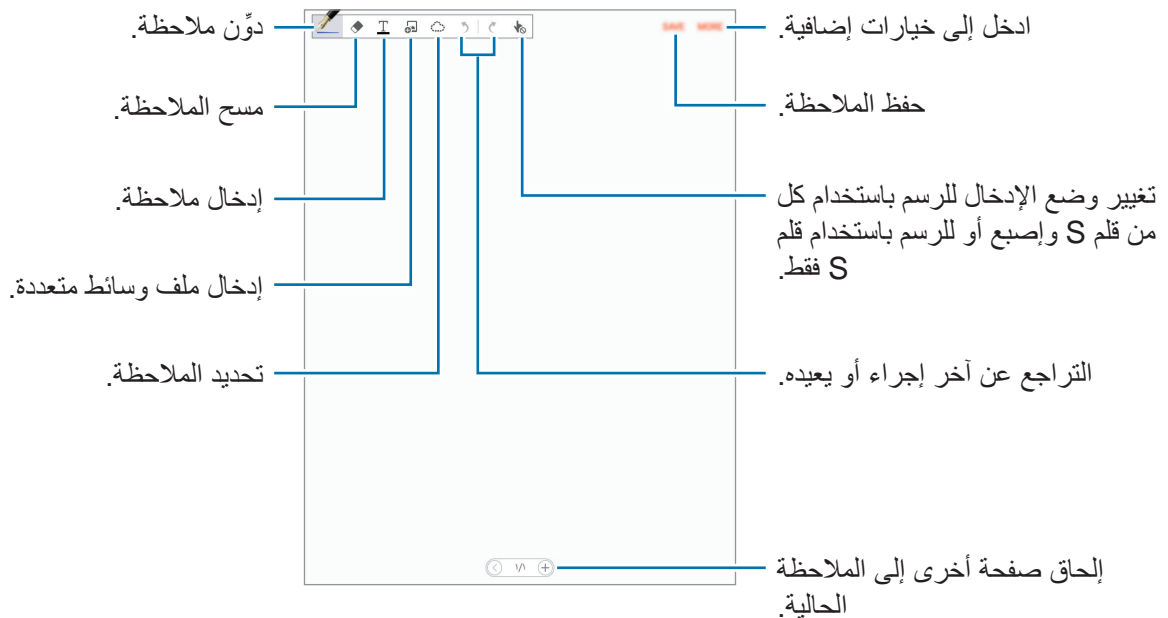 دوِّن ملاحظة.
مسح الملاحظة.
إدخال ملاحظة.
إدخال ملف وسائط متعددة.
تحديد الملاحظة.
SAVE MORE
ادخل إلى خيارات إضافية.
حفظ الملاحظة.
تغيير وضع الإدخال للرسم باستخدام كل
من قلم S وإصبع أو للرسم باستخدام قلم
S فقط.
التراجع عن آخر إجراء أو يعيده.
1/1
إلحاق صفحة أخرى إلى الملاحظة
الحالية.